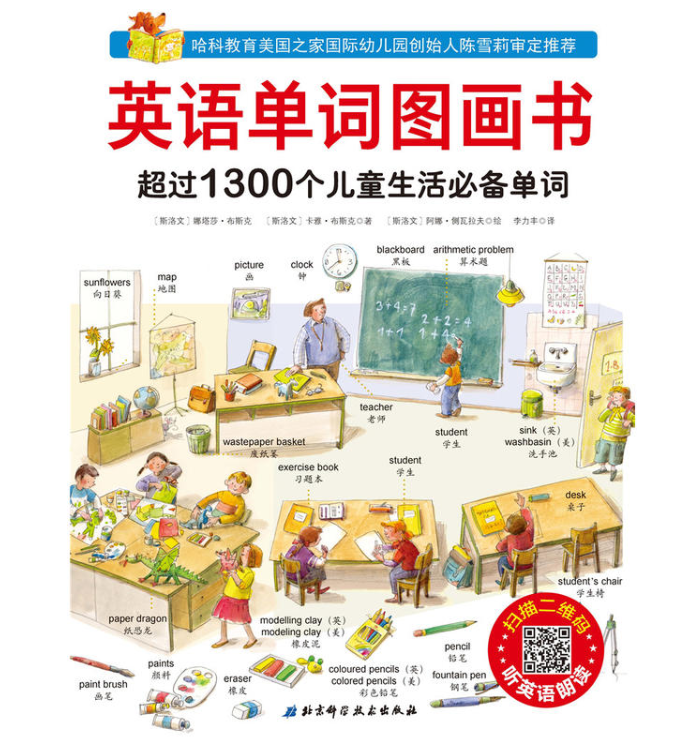 哈科教育美国之家国际幼儿园创始人陈雪莉审定推荐
英语单词图画书
超过1300个儿童生活必备单词
［斯洛文］娜塔莎·布斯克 ［斯洛文］卡雅·布斯克 著 ［斯洛文］阿娜·侧瓦拉夫 绘 李力丰 译
blackboard
黑板
arithmetic problem
算术题
picture
画
clock
钟
map
地图
sunflowers
向日葵
3+4=7
2+2=4
1+1
1+4
teacher
老师
student
学生
sink（英）
washbasin（美）
洗手池
wastepaper basket
废纸篓
exercise book
习题本
student
学生
desk
桌子
student's chair
学生椅
paper dragon
纸恐龙
modelling clay（英）
modeling clay（美）
橡皮泥
pencil
铅笔
paints
颜料
paint brush
画笔
eraser
橡皮
coloured pencils（英）
colored pencils（美）
彩色铅笔
fountain pen
钢笔
扫描二维码
听英语朗读
北京科学技术出版社